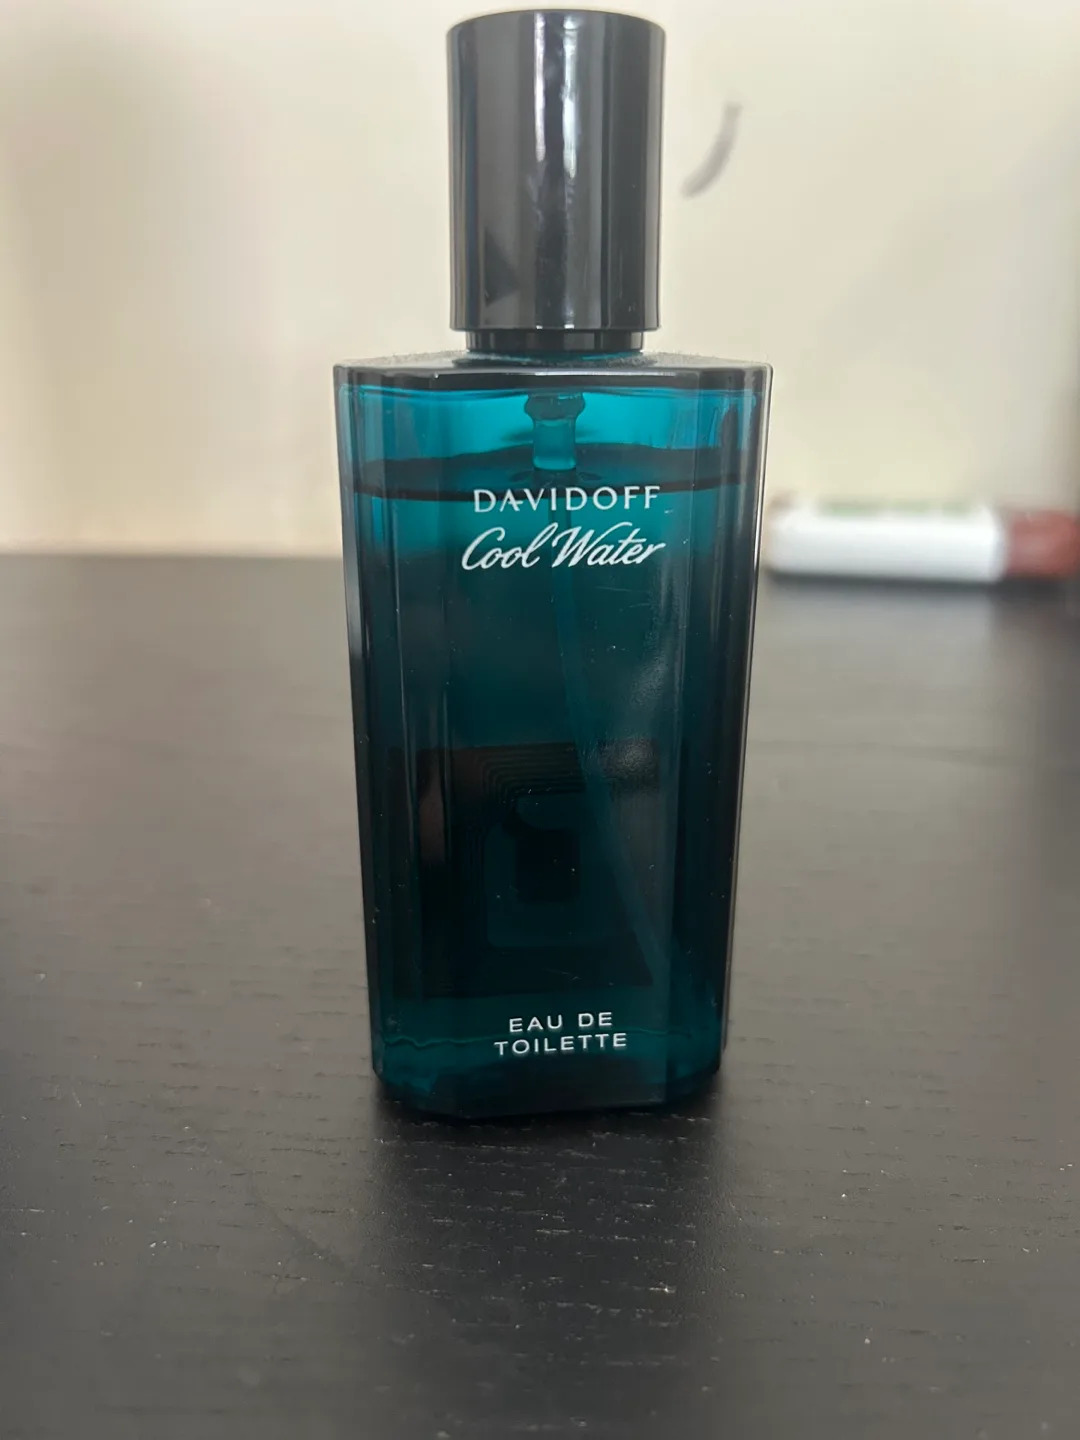 DAVIDOFF
Cool Water
EAU DE
TOILETTE